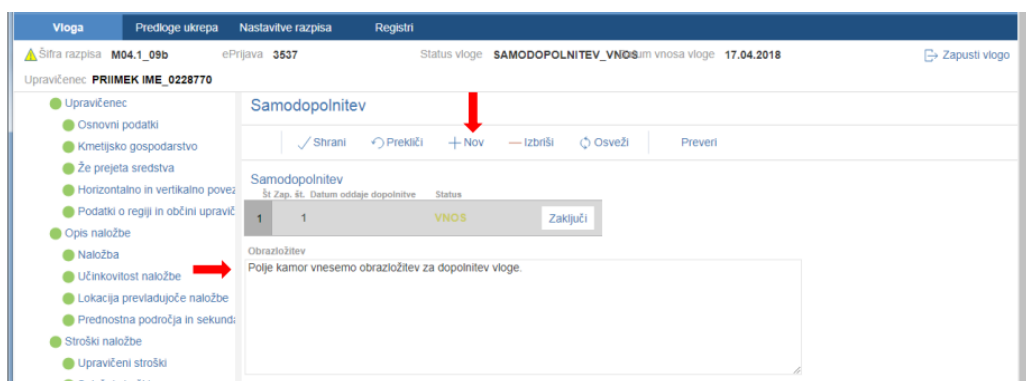 Vloga Predloge ukrepa Nastavitve razpisa Registri
Šifra razpisa M04.1_09b ePrijava 3537 Status vloge SAMODOPOLNITEV_VNOS um vnosa vloge 17.04.2018 Zapusti vlogo
Upravičenec PRIIMEK IME_0228770
Upravičenec
Osnovni podatki
Kmetijsko gospodarstvo
Že prejeta sredstva
Horizontalno in vertikalno povez
Podatki o regiji in občini upravič
Opis naložbe
Naložba
Učinkovitost naložbe
Lokacija prevladujoče naložbe
Prednostna področja in sekunda
Stroški naložbe
Upravičeni stroški
Samodopolnitev
Shrani Prekliči Nov Izbriši Osveži Preveri
Samodopolnitev
Št Zap. št. Datum oddaje dopolnitve Status
1 1 VNOS Zaključi
Obrazložitev
Polje kamor vnesemo obrazložitev za dopolnitev vloge.